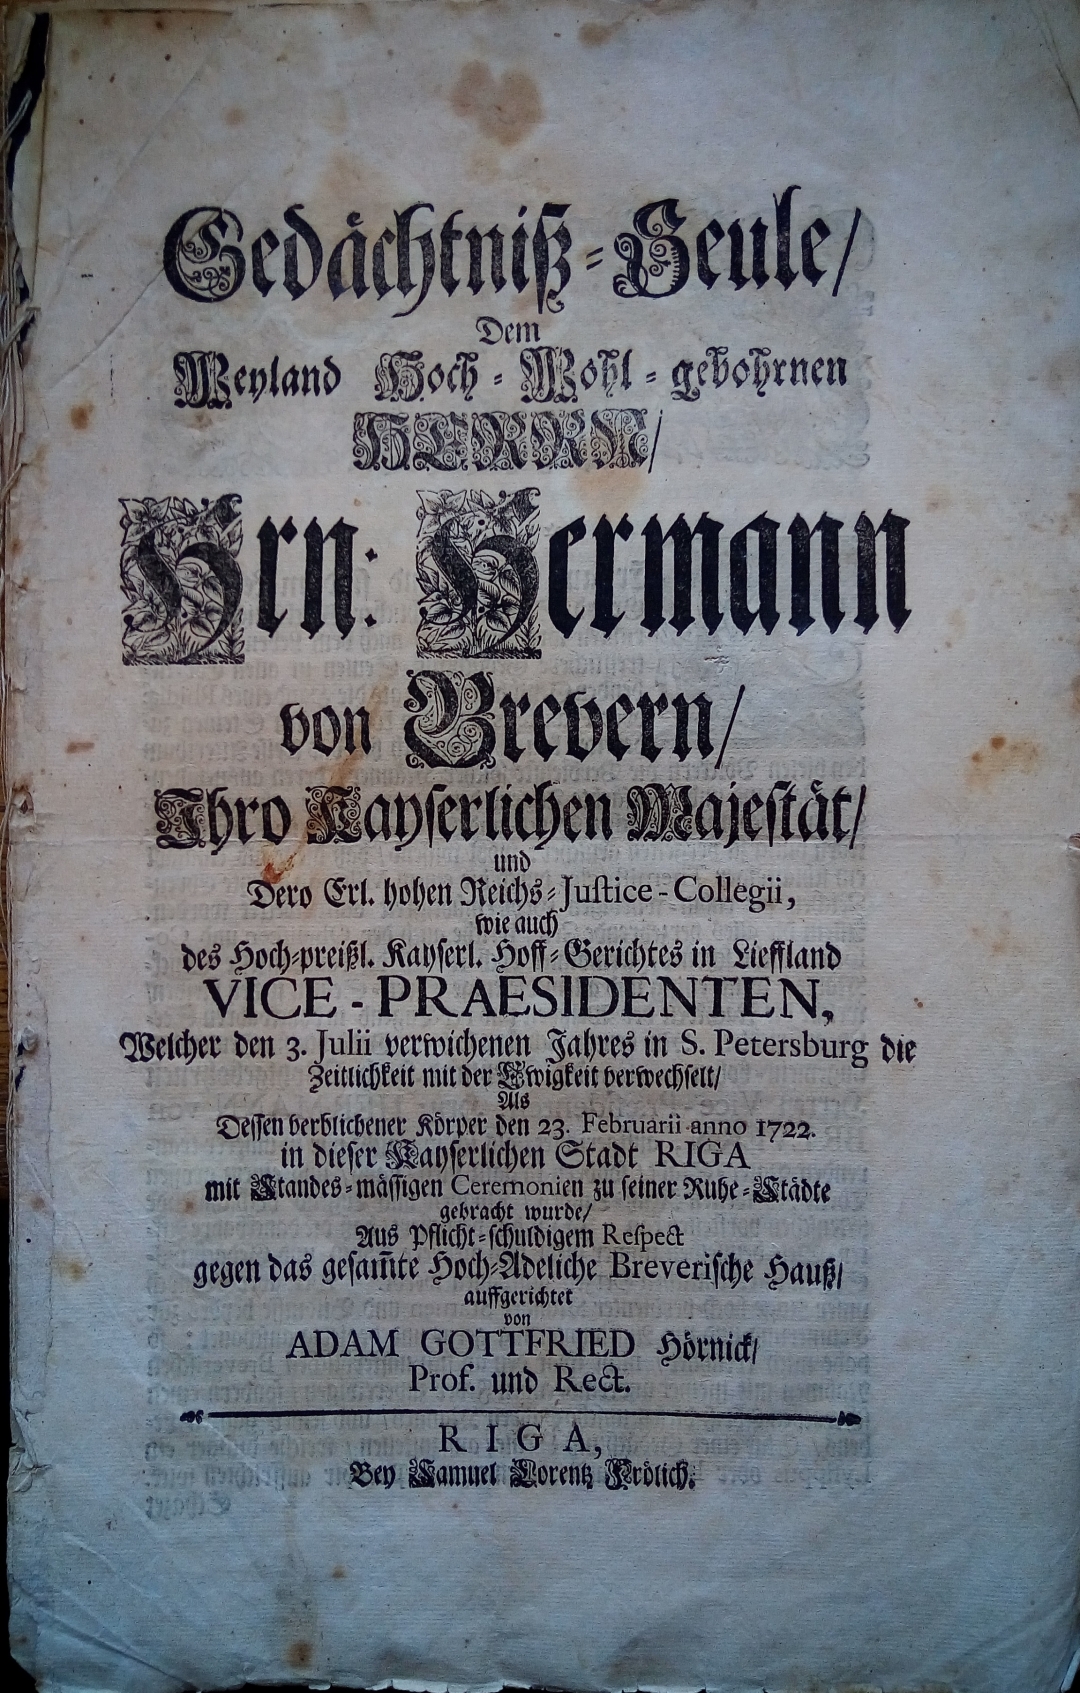 Gedächtniß-Seule/
Dem
Weyland Hoch-Wohl-gebohrnen
HERRN/
Hrn: Hermann
von Brevern/
Ihro Kayserlichen Majestät/
und
Dero Erl. hohen Reichs-Justice-Collegii,
wie auch
des Hoch-preißl. Kayserl. Hoff-Gerichtes in Lieffland
VICE-PRAESIDENTEN,
Welcher den 3. Julii verwichenen Jahres in S. Petersburg die
Zeitlichkeit mit der Ewigkeit verwechselt/
Als
Dessen verblichener Körper den 23. Februarii anno 1722.
in dieser Kayserlichen Stadt RIGA
mit Standes-mässigen Ceremonien zu seiner Ruhe-Städte
gebracht wurde/
Aus Pflicht-schuldigem Respect
gegen das gesam̄te Hoch-Adeliche Breverische Hauß/
auffgerichtet
von
ADAM GOTTFRIED Hörnick/
Prof. und Rect.
RIGA,
Bey Samuel Lorentz Frölich.